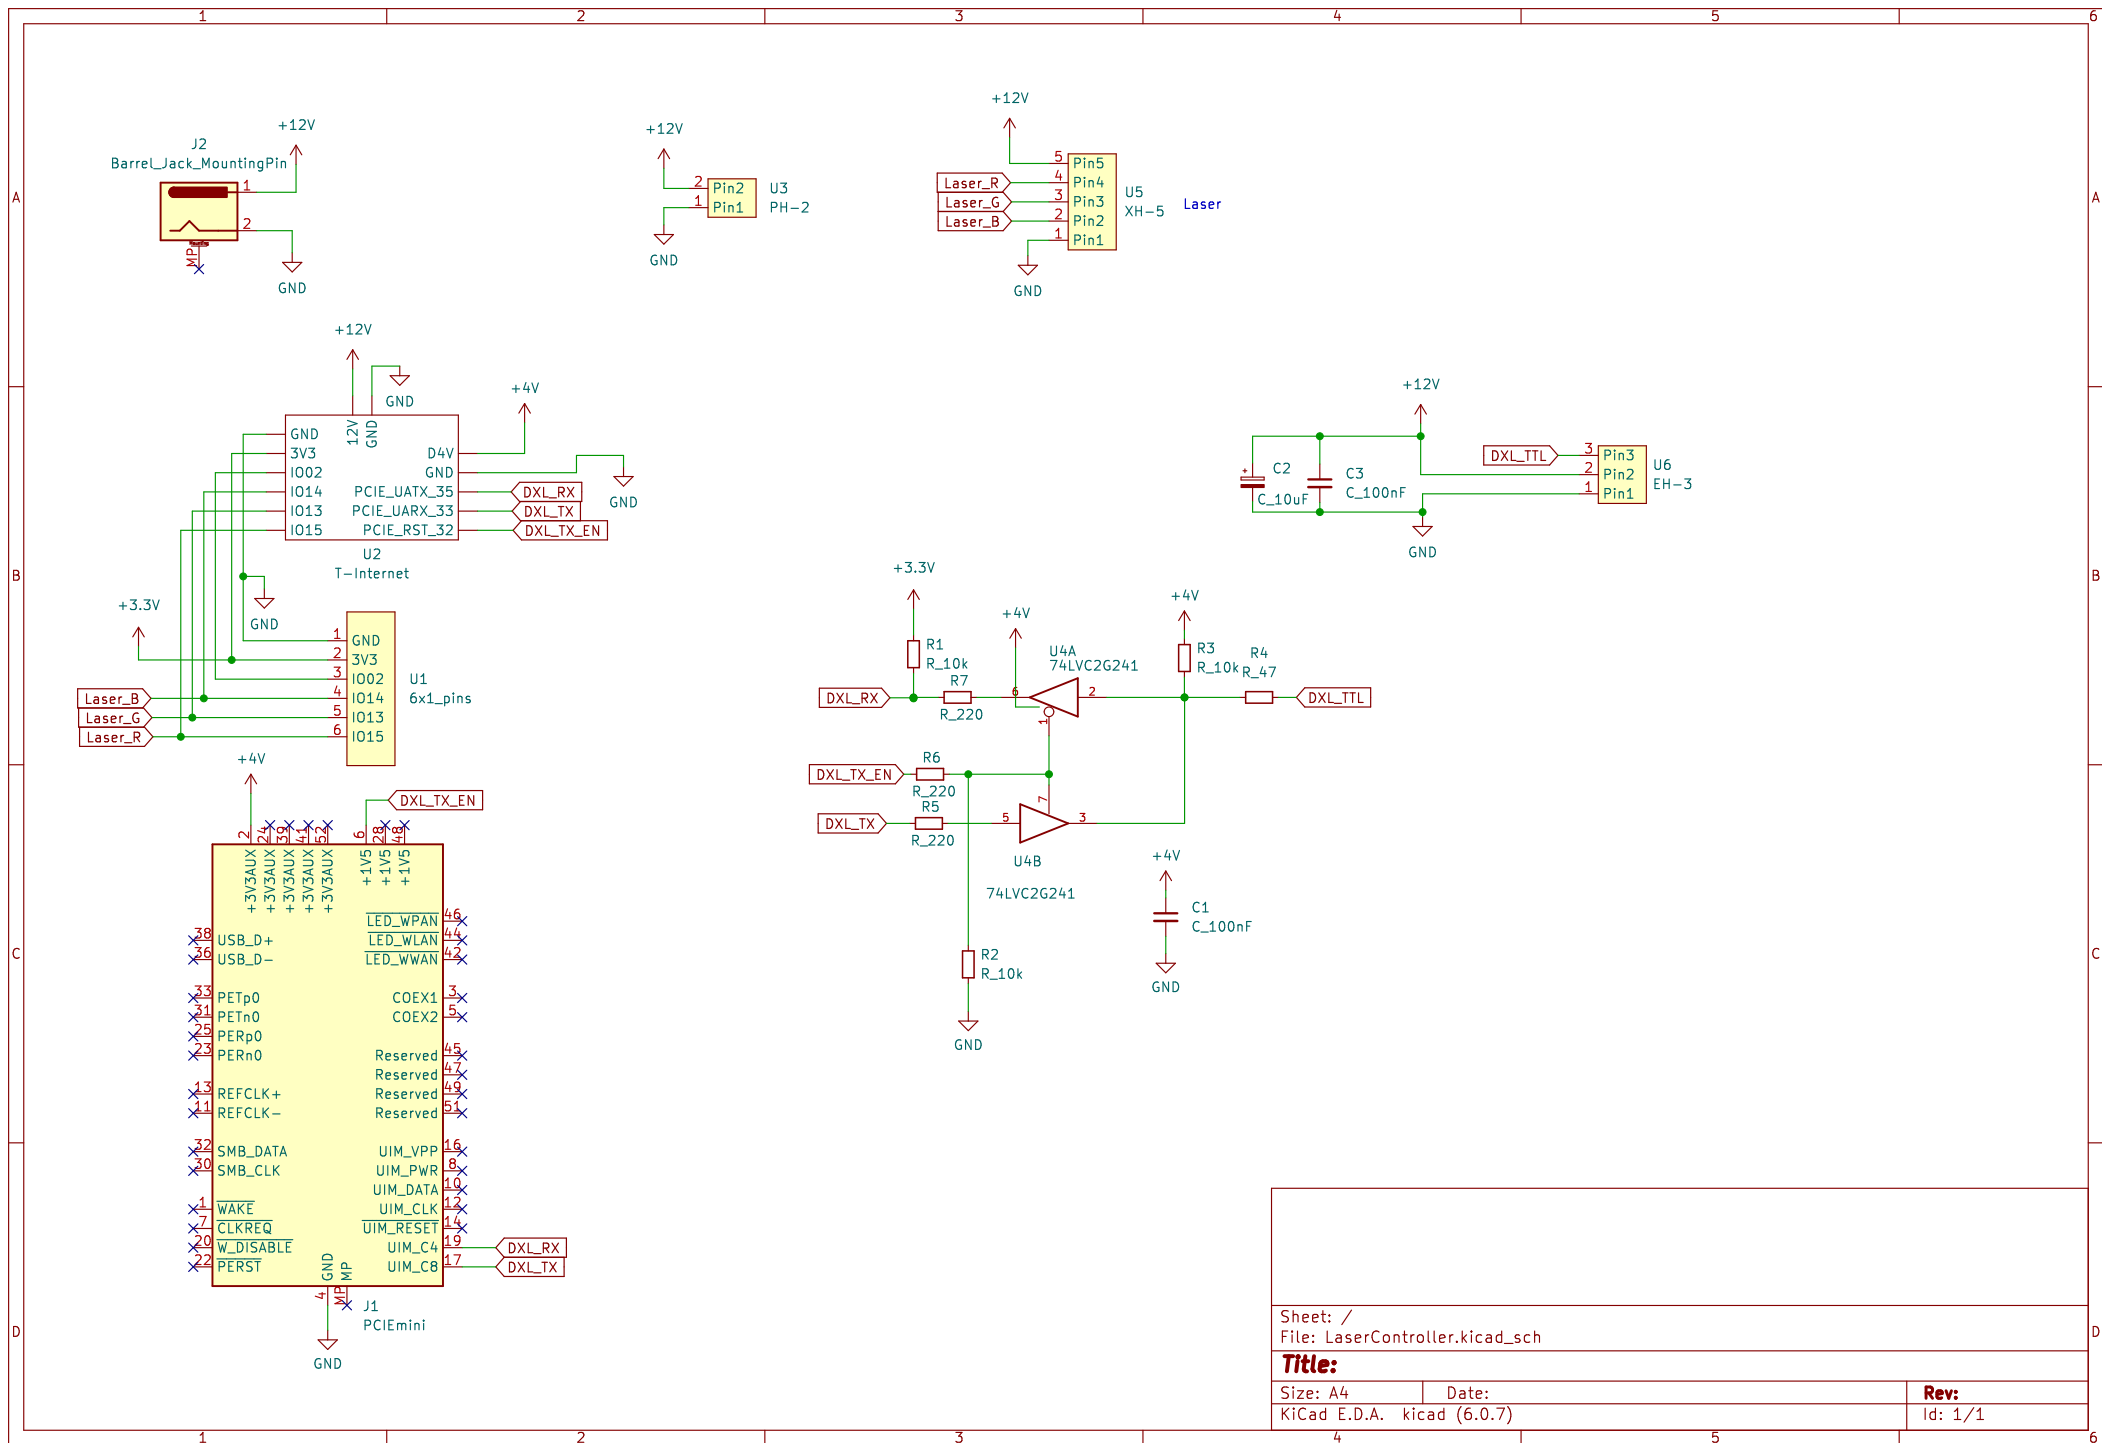 1 2 3 4 5 6
A
B
C
D
A
B
C
D
1 2 3 4 5 6
+12V
J2
Barrel_Jack_MountingPin
1
2
Mounting
MP
GND
+12V
2 Pin2
1 Pin1
U3
PH-2
GND
+12V
5 Pin5
Laser_R 4 Pin4
Laser_G 3 Pin3
Laser_B 2 Pin2
1 Pin1
U5
XH-5
Laser
GND
+12V
GND
+4V
12V
GND
GND
3V3
IO02
IO14
IO13
IO15
D4V
GND
PCIE_UATX_35 DXL_RX
PCIE_UARX_33 DXL_TX
PCIE_RST_32 DXL_TX_EN
GND
U2
T-Internet
+3.3V
GND
1 GND
2 3V3
3 IO02
Laser_B 4 IO14
Laser_G 5 IO13
Laser_R 6 IO15
U1
6x1_pins
+12V
C2
C_10uF
+
C3
C_100nF
DXL_TTL 3 Pin3
2 Pin2
1 Pin1
U6
EH-3
GND
+3.3V
R1
R_10k
+4V
U4A
74LVC2G241
+4V
R3
R_10k
R4
R_47
DXL_RX
R7
R_220
6
2
1
DXL_TTL
DXL_TX_EN
R6
R_220
DXL_TX
R5
R_220
5
7
3
U4B
74LVC2G241
R2
R_10k
GND
+4V
C1
C_100nF
GND
+4V
DXL_TX_EN
2 +3V3AUX
24 +3V3AUX
39 +3V3AUX
41 +3V3AUX
52 +3V3AUX
6 +1V5
28 +1V5
48 +1V5
38 USB_D+
36 USB_D-
33 PETp0
31 PETn0
25 PERp0
23 PERn0
13 REFCLK+
11 REFCLK-
32 SMB_DATA
30 SMB_CLK
1 WAKE
7 CLKREQ
20 W_DISABLE
22 PERST
LED_WPAN 46
LED_WLAN 44
LED_WWAN 42
COEX1 3
COEX2 5
Reserved 45
Reserved 47
Reserved 49
Reserved 51
UIM_VPP 16
UIM_PWR 8
UIM_DATA 10
UIM_CLK 12
UIM_RESET 14
UIM_C4 19 DXL_RX
UIM_C8 17 DXL_TX
GND 4
MP MP
J1
PCIEmini
GND
Sheet: /
File: LaserController.kicad_sch
Title:
Size: A4 Date: Rev:
KiCad E.D.A. kicad (6.0.7) Id: 1/1